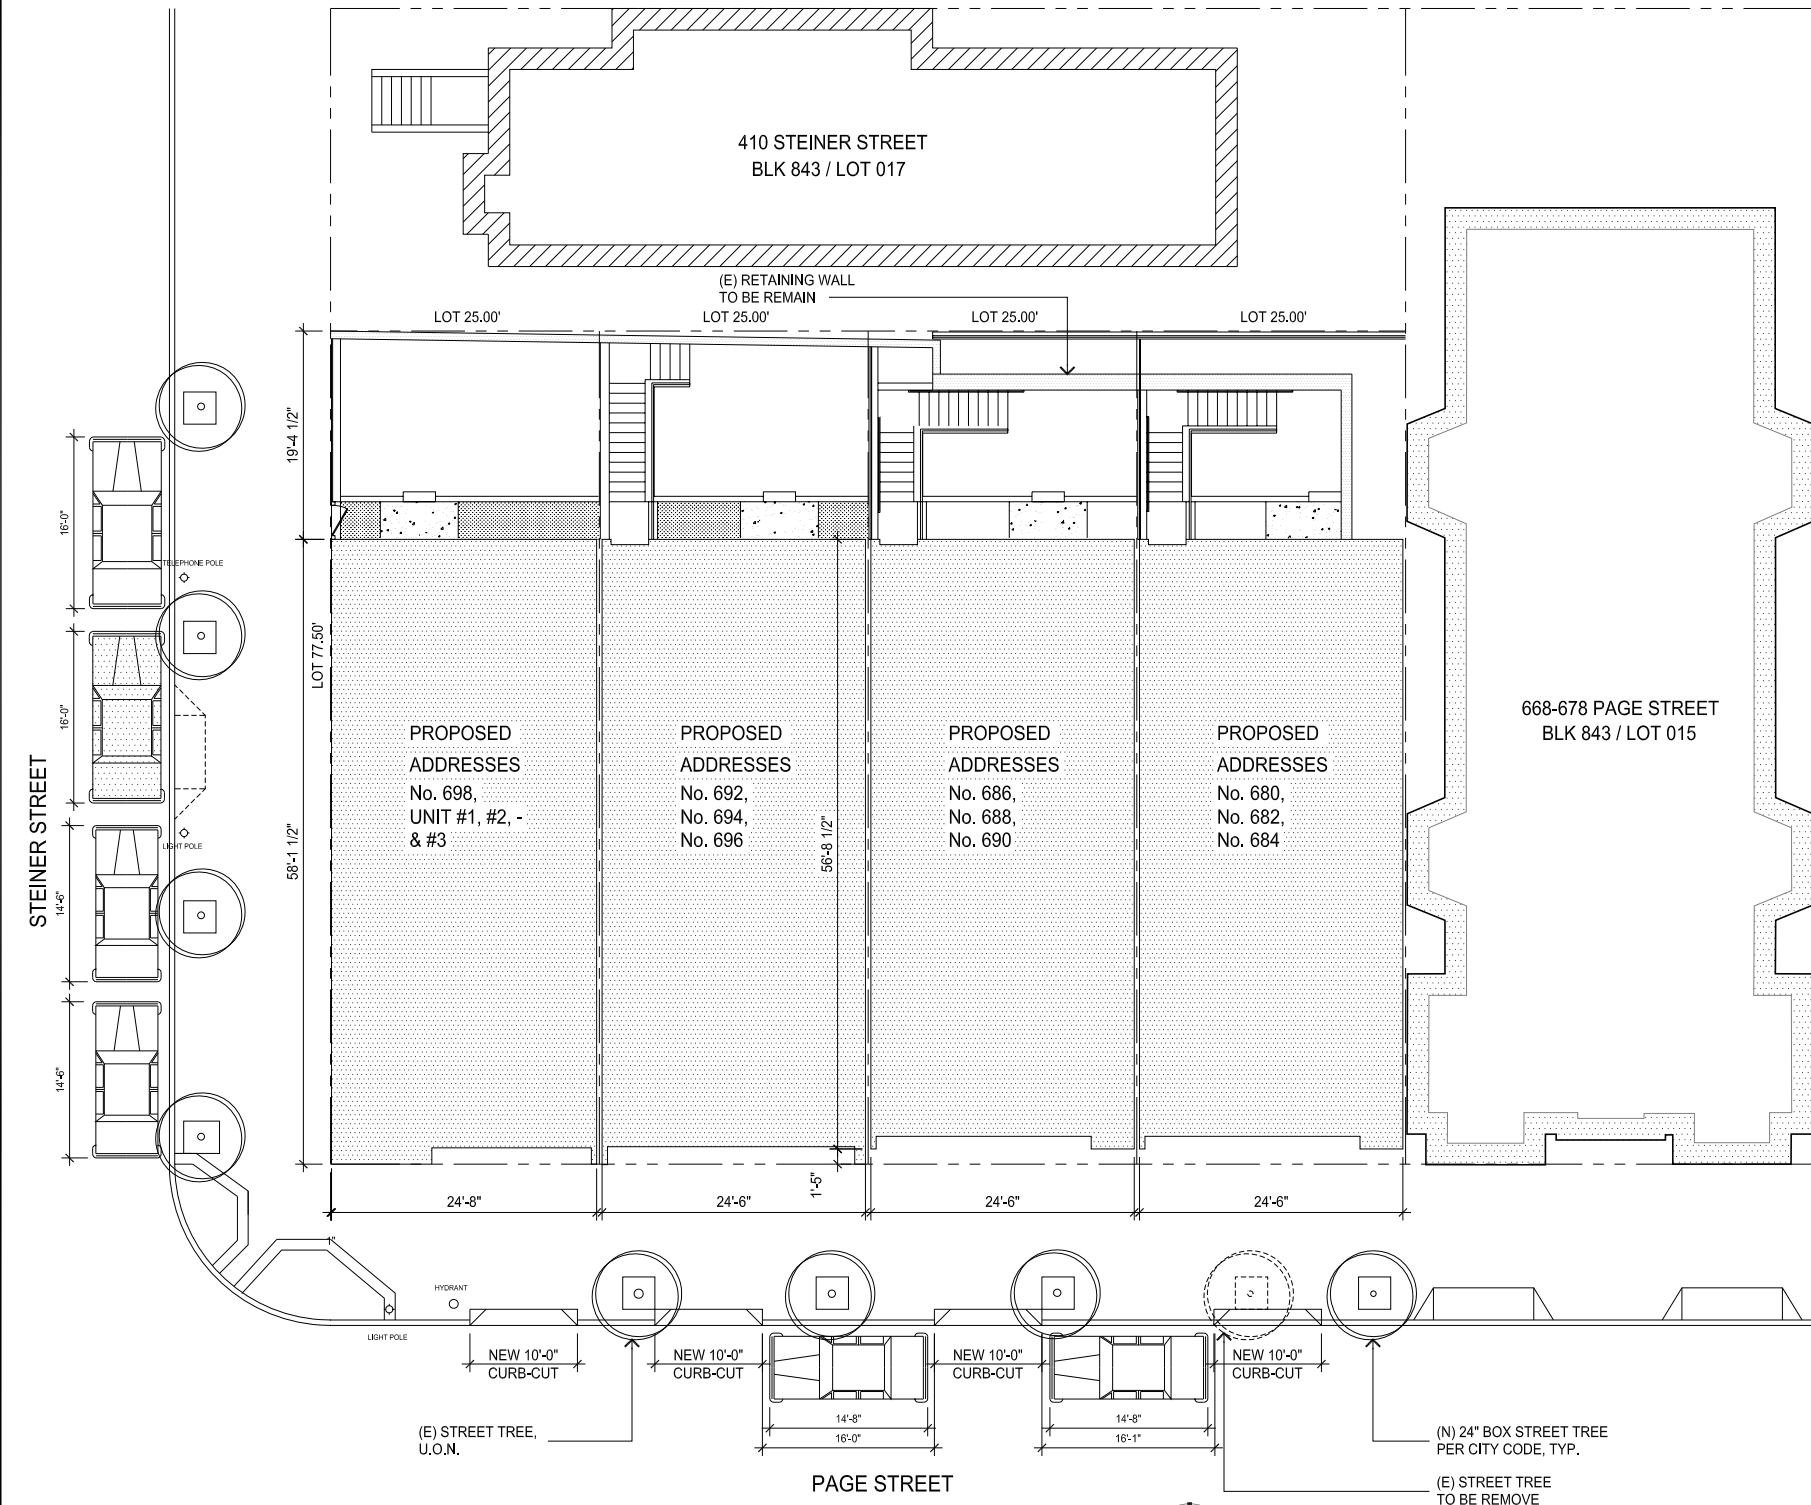 410 STEINER STREET
BLK 843 / LOT 017
(E) RETAINING WALL
TO BE REMAIN
LOT 25.00'
LOT 25.00'
LOT 25.00'
LOT 25.00'
19'-4 1/2"
16'-0"
TELEPHONE POLE
LOT 77.50'
16'-0"
668-678 PAGE STREET
BLK 843 / LOT 015
PROPOSED
ADDRESSES
No. 698,
UNIT #1, #2, -
& #3
PROPOSED
ADDRESSES
No. 692,
No. 694,
No. 696
PROPOSED
ADDRESSES
No. 686,
No. 688,
No. 690
PROPOSED
ADDRESSES
No. 680,
No. 682,
No. 684
STEINER STREET
LIGHT POLE
58'-1 1/2"
56'-8 1/2"
14'-6"
14'-6"
1'-5"
24'-8"
24'-6"
24'-6"
24'-6"
1"
HYDRANT
LIGHT POLE
NEW 10'-0"
CURB-CUT
NEW 10'-0"
CURB-CUT
NEW 10'-0"
CURB-CUT
NEW 10'-0"
CURB-CUT
14'-8"
16'-0"
14'-8"
16'-1"
(E) STREET TREE,
U.O.N.
(N) 24" BOX STREET TREE
PER CITY CODE, TYP.
PAGE STREET
(E) STREET TREE
TO BE REMOVE